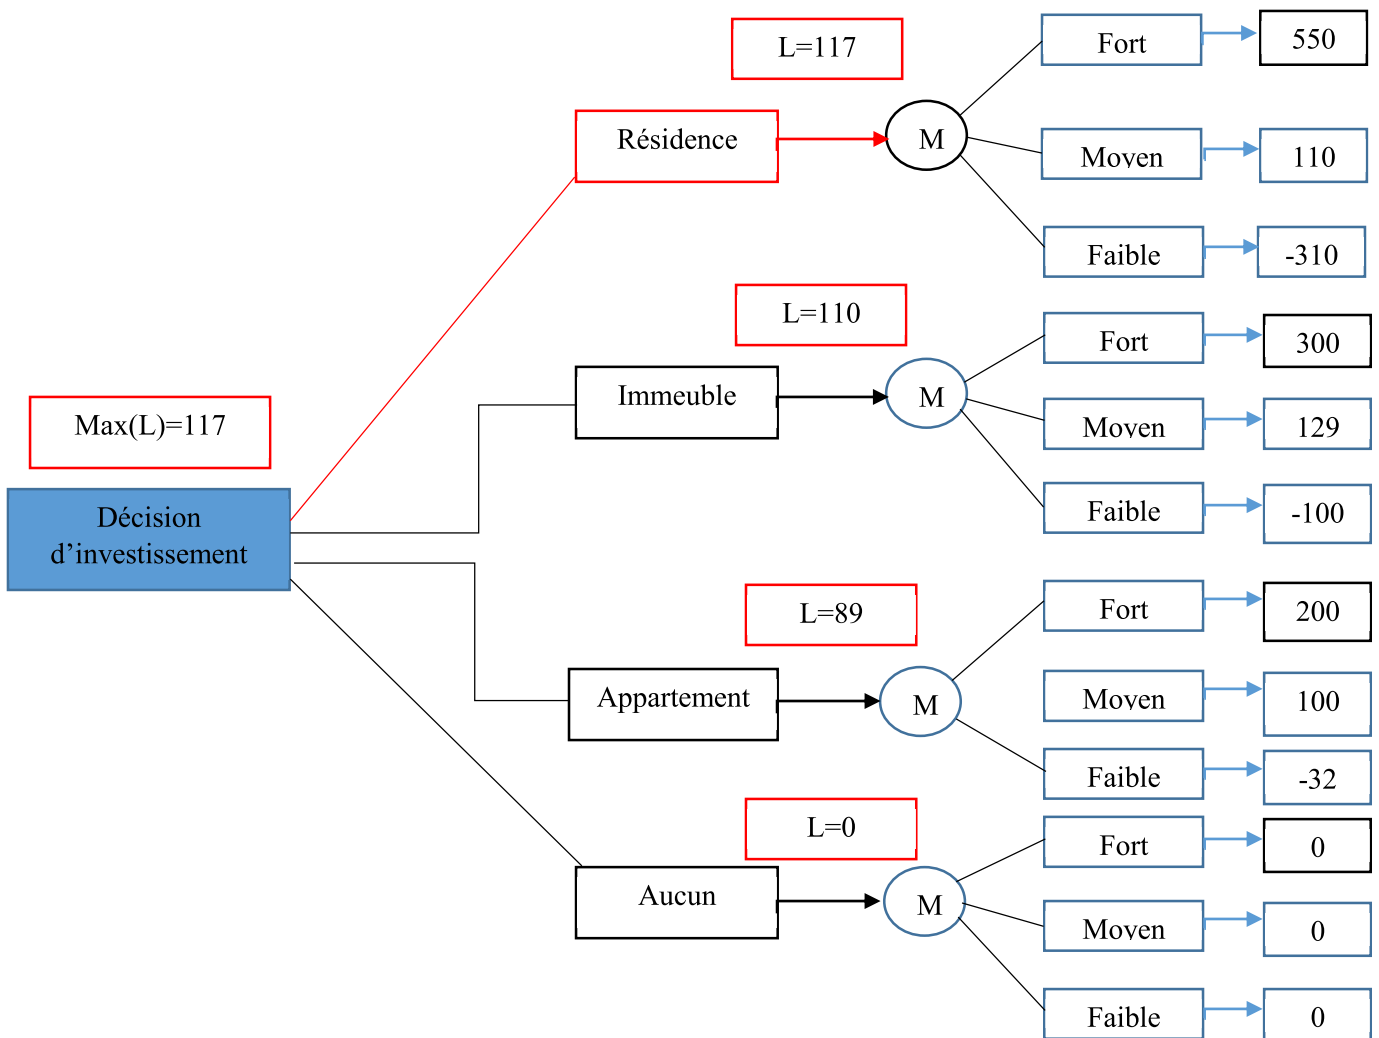 L=117
Résidence
M
Fort
550
Moyen
110
Faible
-310
L=110
Immeuble
M
Fort
300
Moyen
129
Faible
-100
Max(L)=117
Décision
d’investissement
L=89
Appartement
M
Fort
200
Moyen
100
Faible
-32
L=0
Aucun
M
Fort
0
Moyen
0
Faible
0